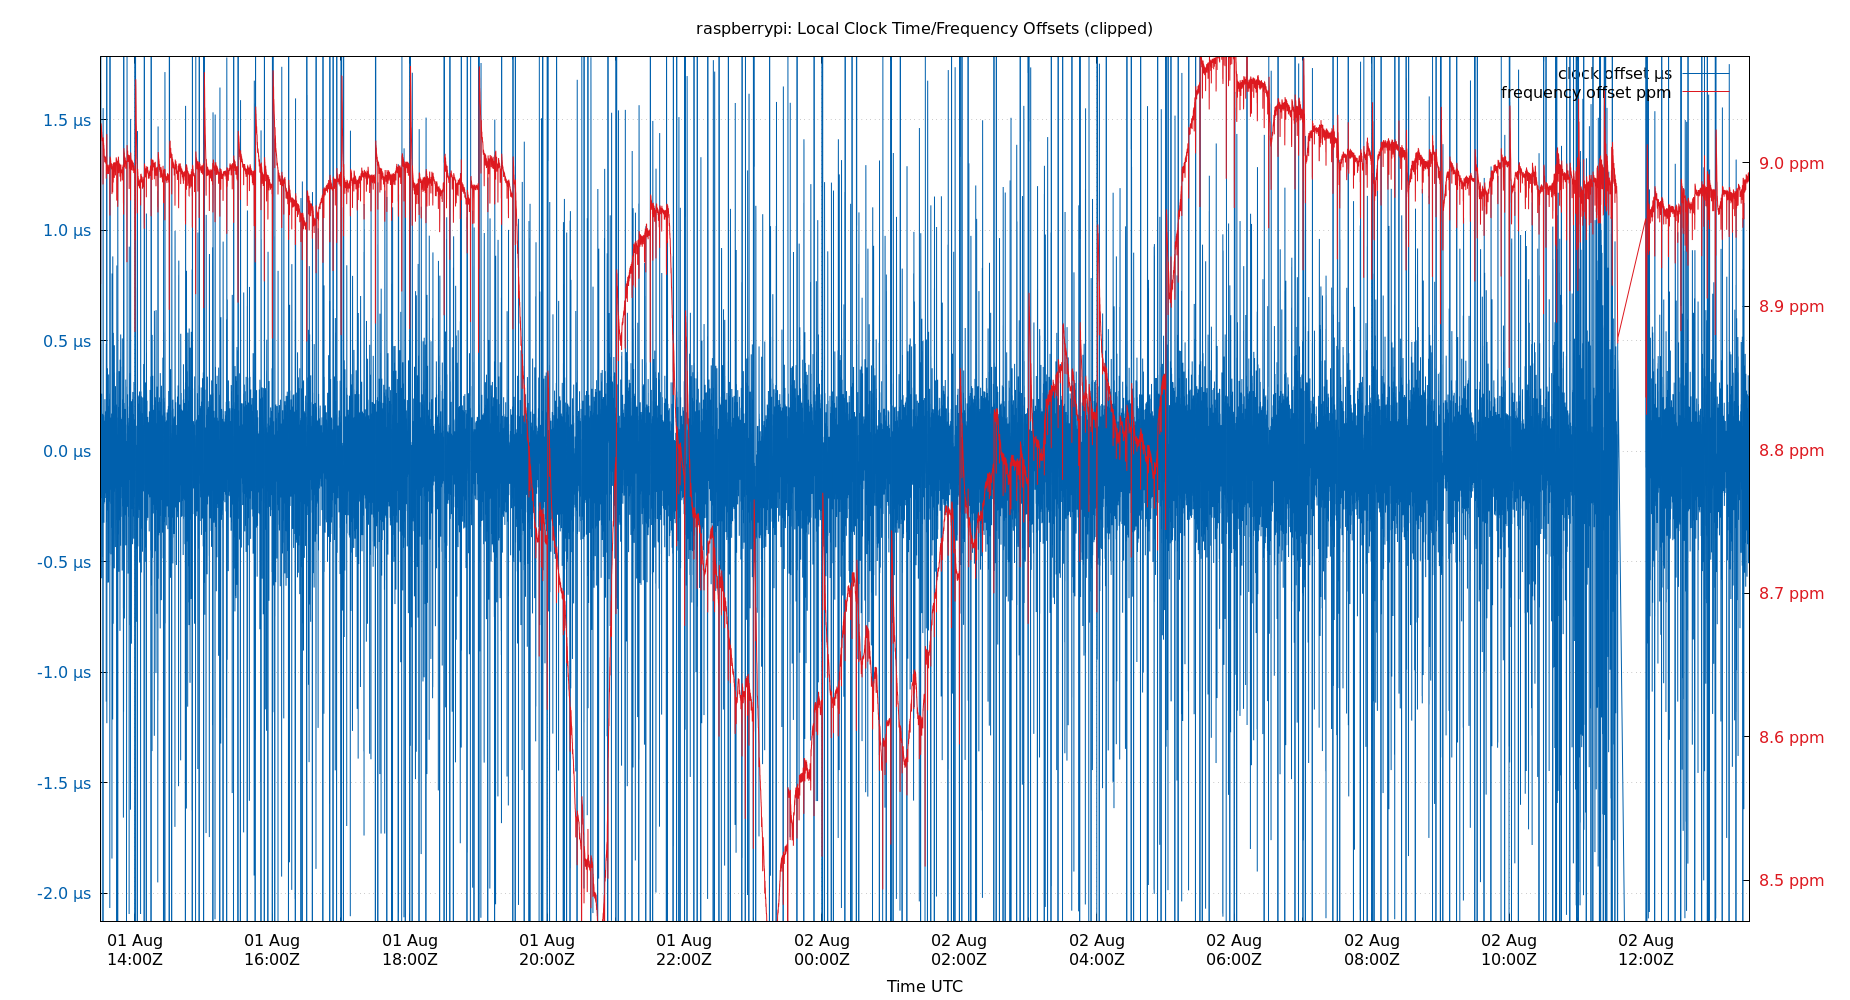 raspberrypi: Local Clock Time/Frequency Offsets (clipped)
clock offset µs
frequency offset ppm
1.5 µs
1.0 µs
0.5 µs
0.0 µs
-0.5 µs
-1.0 µs
-1.5 µs
-2.0 µs
9.0 ppm
8.9 ppm
8.8 ppm
8.7 ppm
8.6 ppm
8.5 ppm
01 Aug 01 Aug 01 Aug 01 Aug 01 Aug 02 Aug 02 Aug 02 Aug 02 Aug 02 Aug 02 Aug 02 Aug
14:00Z 16:00Z 18:00Z 20:00Z 22:00Z 00:00Z 02:00Z 04:00Z 06:00Z 08:00Z 10:00Z 12:00Z
Time UTC